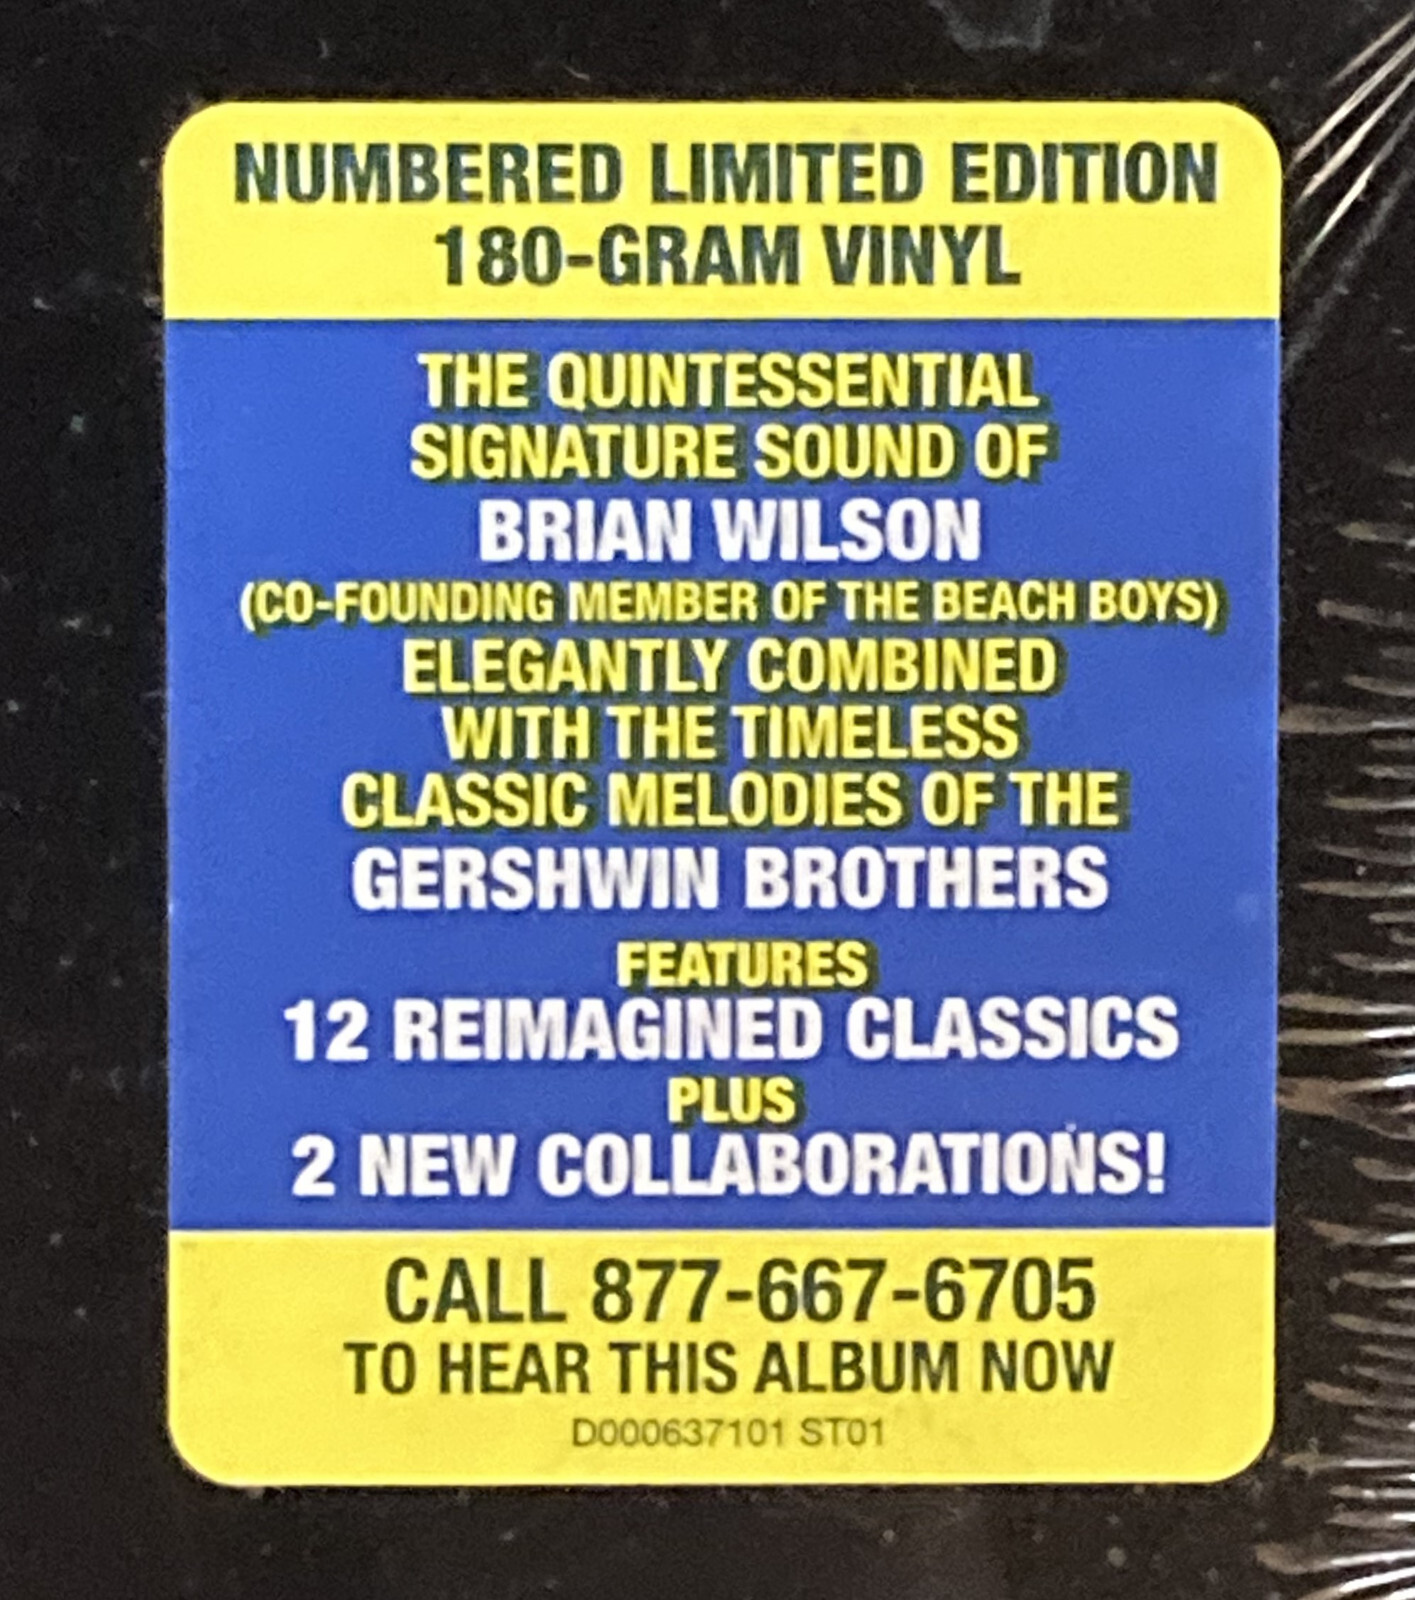 NUMBERED LIMITED EDITION
180-GRAM VINYL
THE QUINTESSENTIAL
SIGNATURE SOUND OF
BRIAN WILSON
(CO-FOUNDING MEMBER OF THE BEACH BOYS)
ELEGANTLY COMBINED
WITH THE TIMELESS
CLASSIC MELODIES OF THE
GERSHWIN BROTHERS
FEATURES
12 REIMAGINED CLASSICS
PLUS
2 NEW COLLABORATIONS!
CALL 877-667-6705
TO HEAR THIS ALBUM NOW
D000637101 ST01